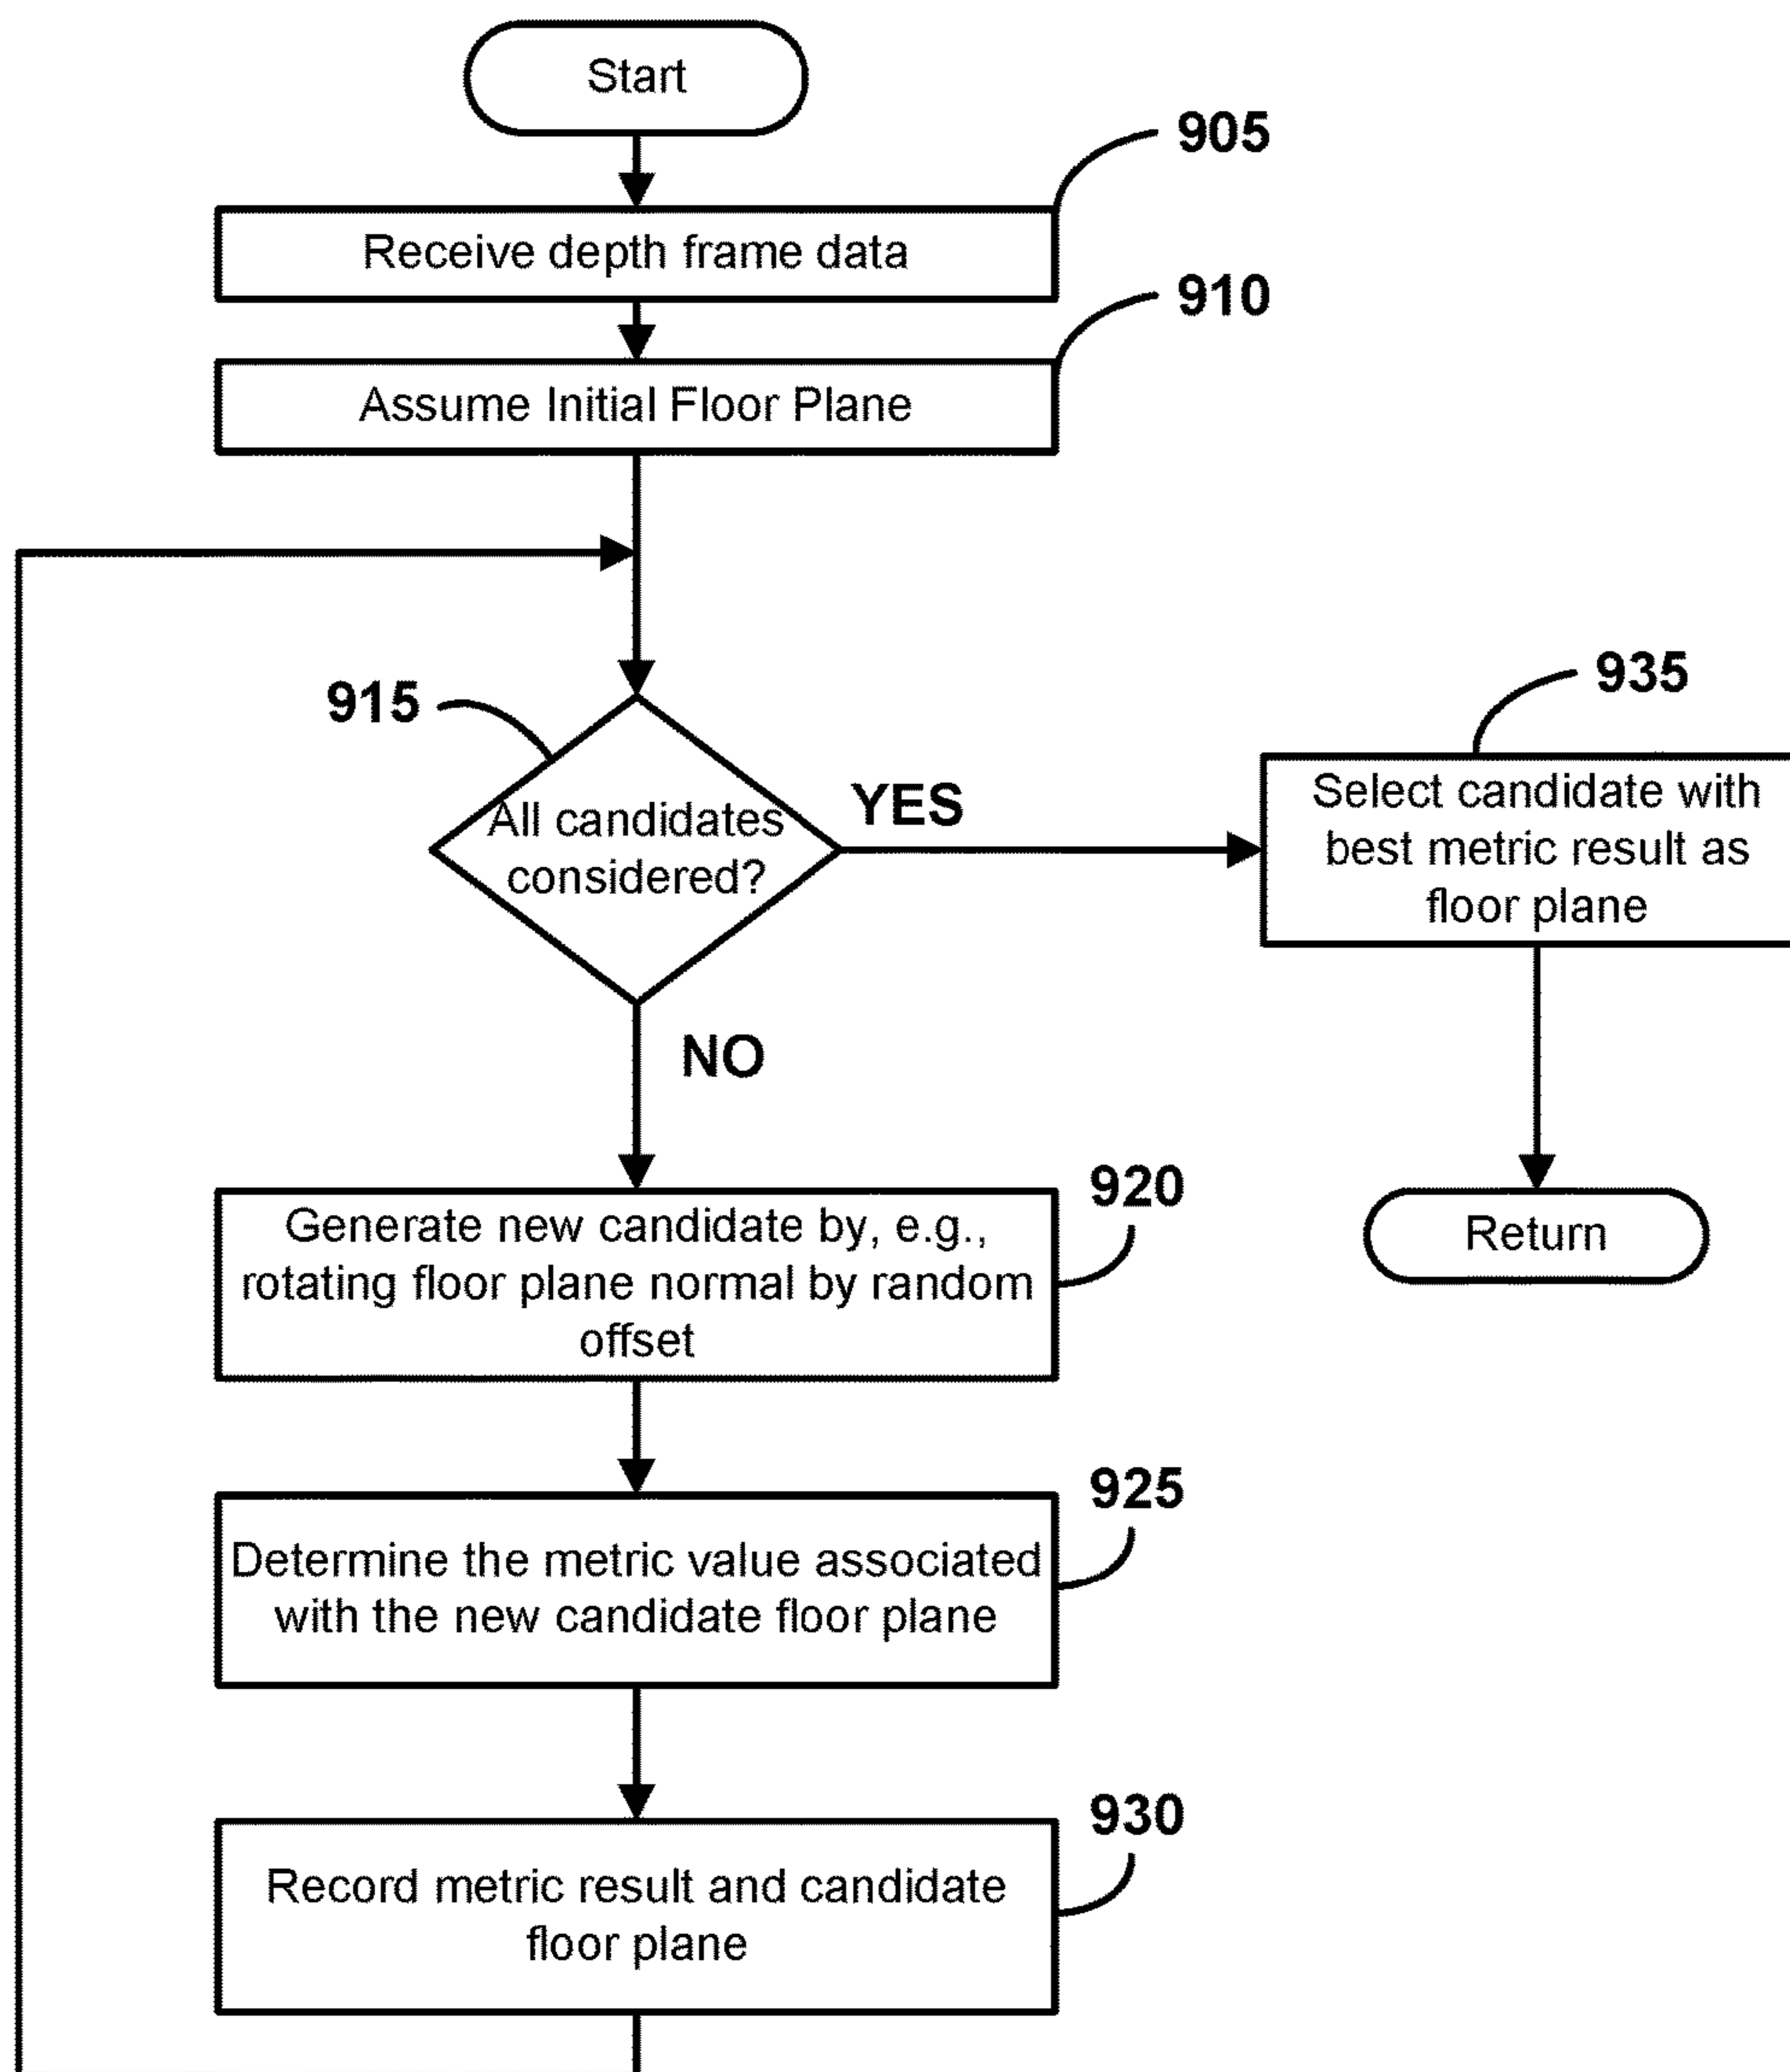 Start
905
Receive depth frame data
910
Assume Initial Floor Plane
915
All candidates
considered?
YES
935
Select candidate with
best metric result as
floor plane
NO
920
Generate new candidate by, e.g.,
rotating floor plane normal by random
offset
Return
925
Determine the metric value associated
with the new candidate floor plane
930
Record metric result and candidate
floor plane